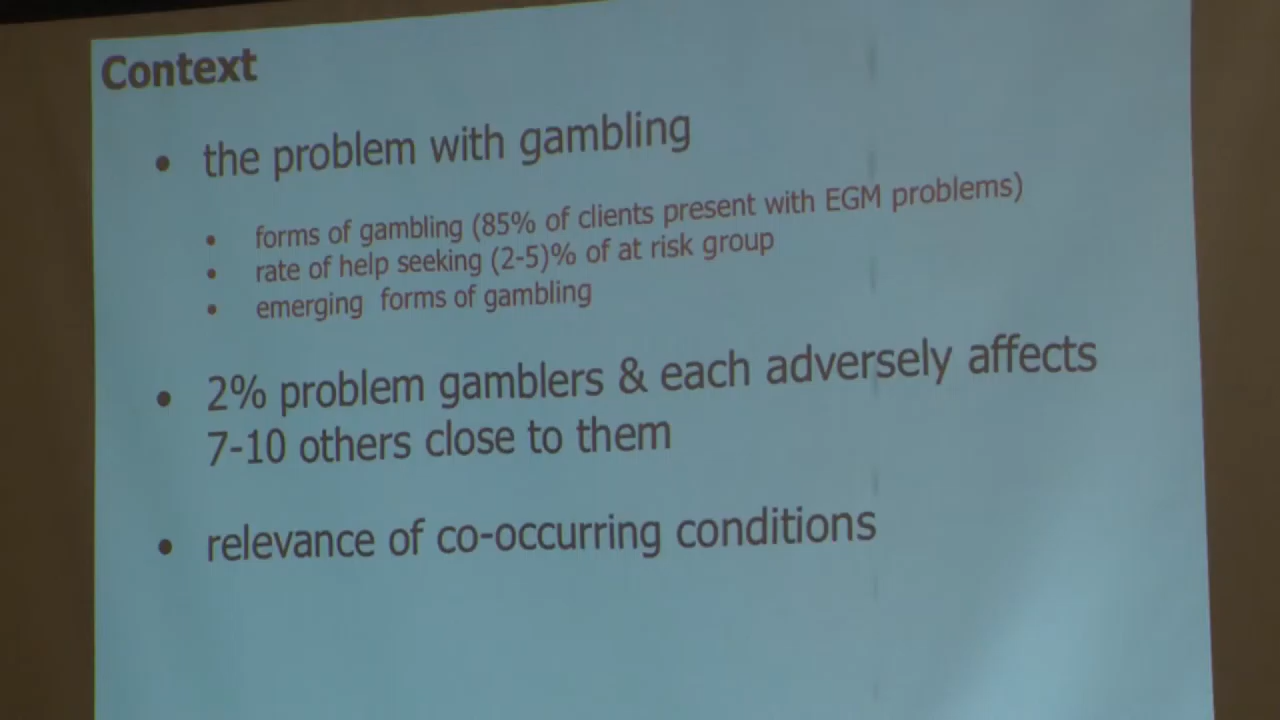 Context
• the problem with gambling
• forms of gambling (85% of clients present with EGM problems)
• rate of help seeking (2-5)% of at risk group
• emerging forms of gambling
• 2% problem gamblers & each adversely affects
7-10 others close to them
• relevance of co-occurring conditions